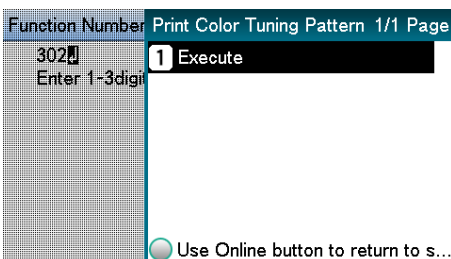 Function Number
302
Enter 1-3digi
Print Color Tuning Pattern 1/1 Page
1 Execute
Use Online button to return to s...